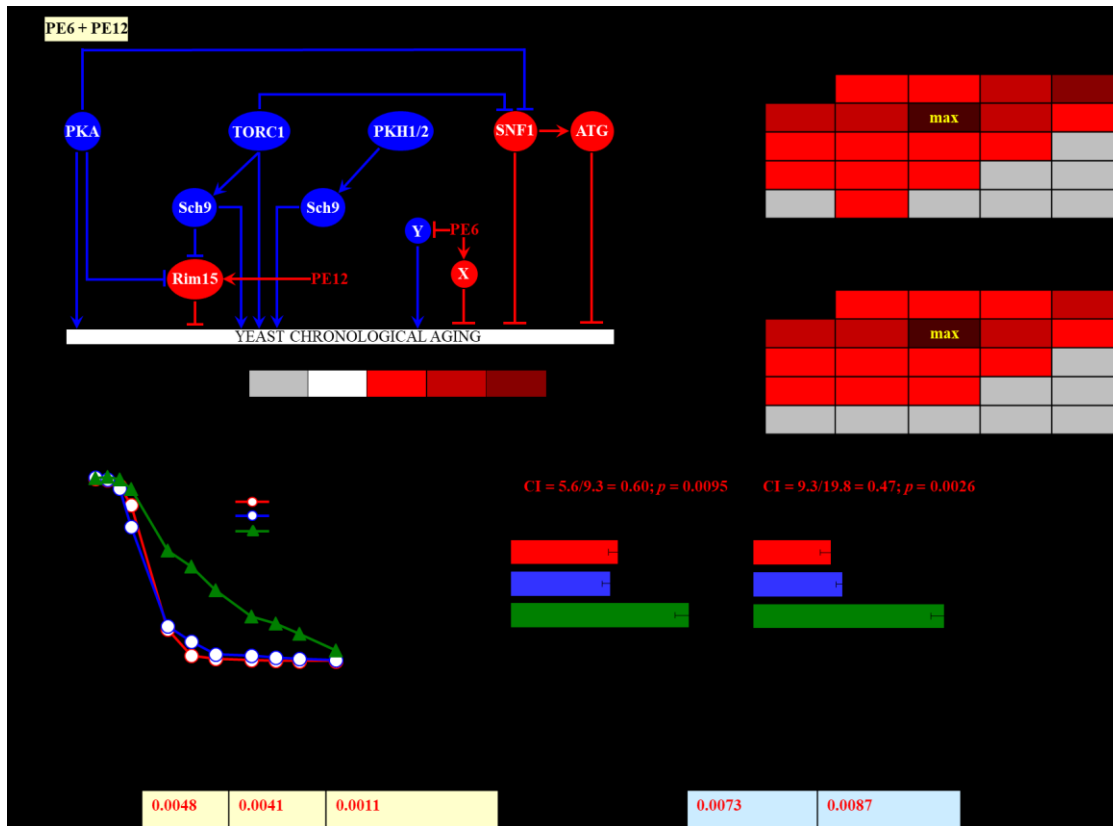 PE6 + PE12
PKA
TORC1
PKH1/2
SNF1
ATG
max
Sch9
Sch9
Y
PE6
X
Rim15
PE12
YEAST CHRONOLOGICAL AGING
max
CI = 5.6/9.3 = 0.60; p = 0.0095
CI = 9.3/19.8 = 0.47; p = 0.0026
0.0048 0.0041 0.0011
0.0073 0.0087